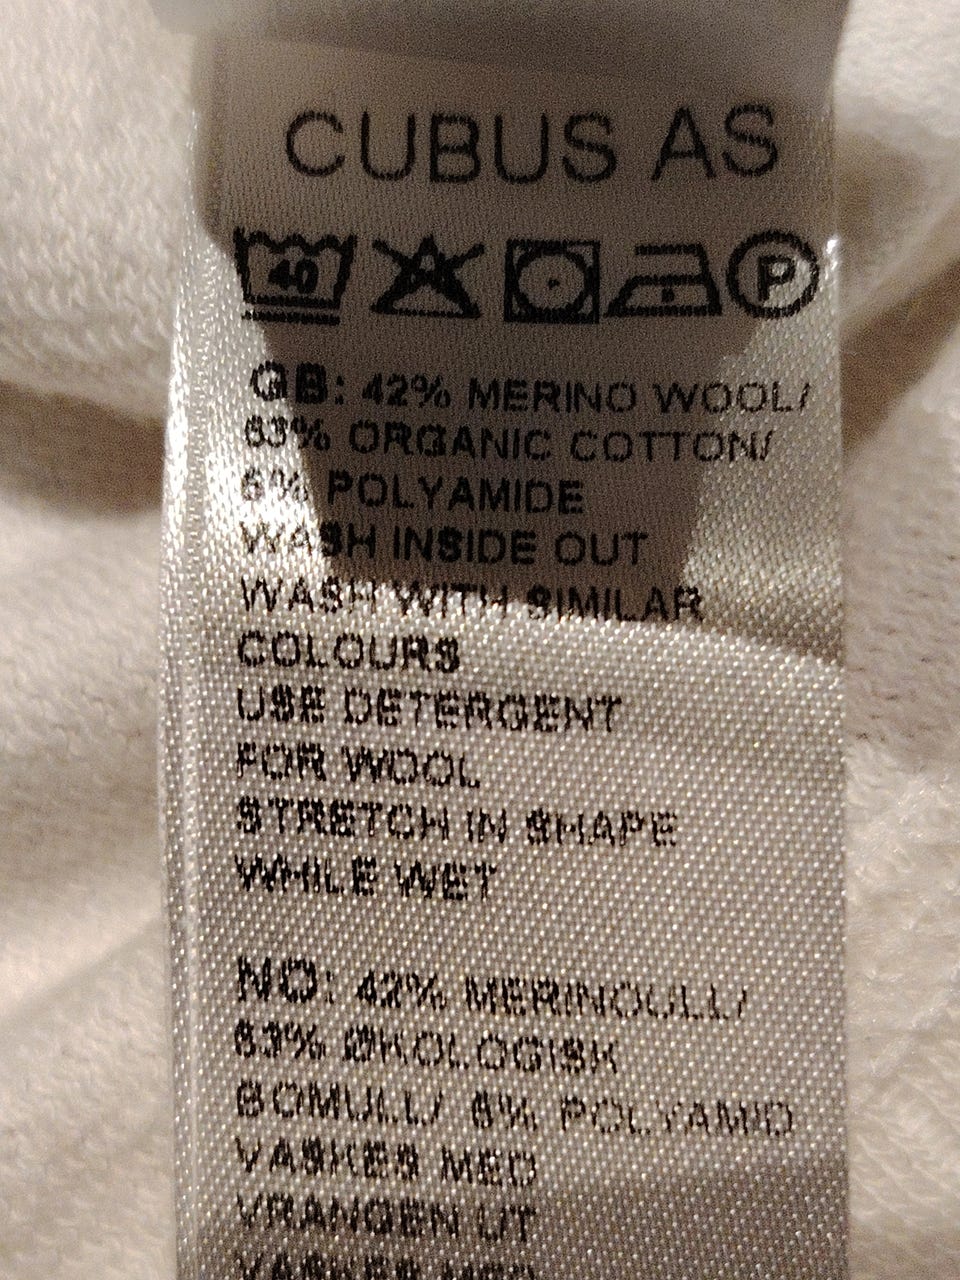 CUBUS AS
40 P
GB: 42% MERINO WOOL/
53% ORGANIC COTTON/
5% POLYAMIDE
WASH INSIDE OUT
WASH WITH SIMILAR
COLOURS
USE DETERGENT
FOR WOOL
STRETCH IN SHAPE
WHILE WET
NO: 42% MERINOULL/
53% ØKOLOGISK
BOMULL/ 5% POLYAMID
VASKES MED
VRANGEN UT
VASKES MED